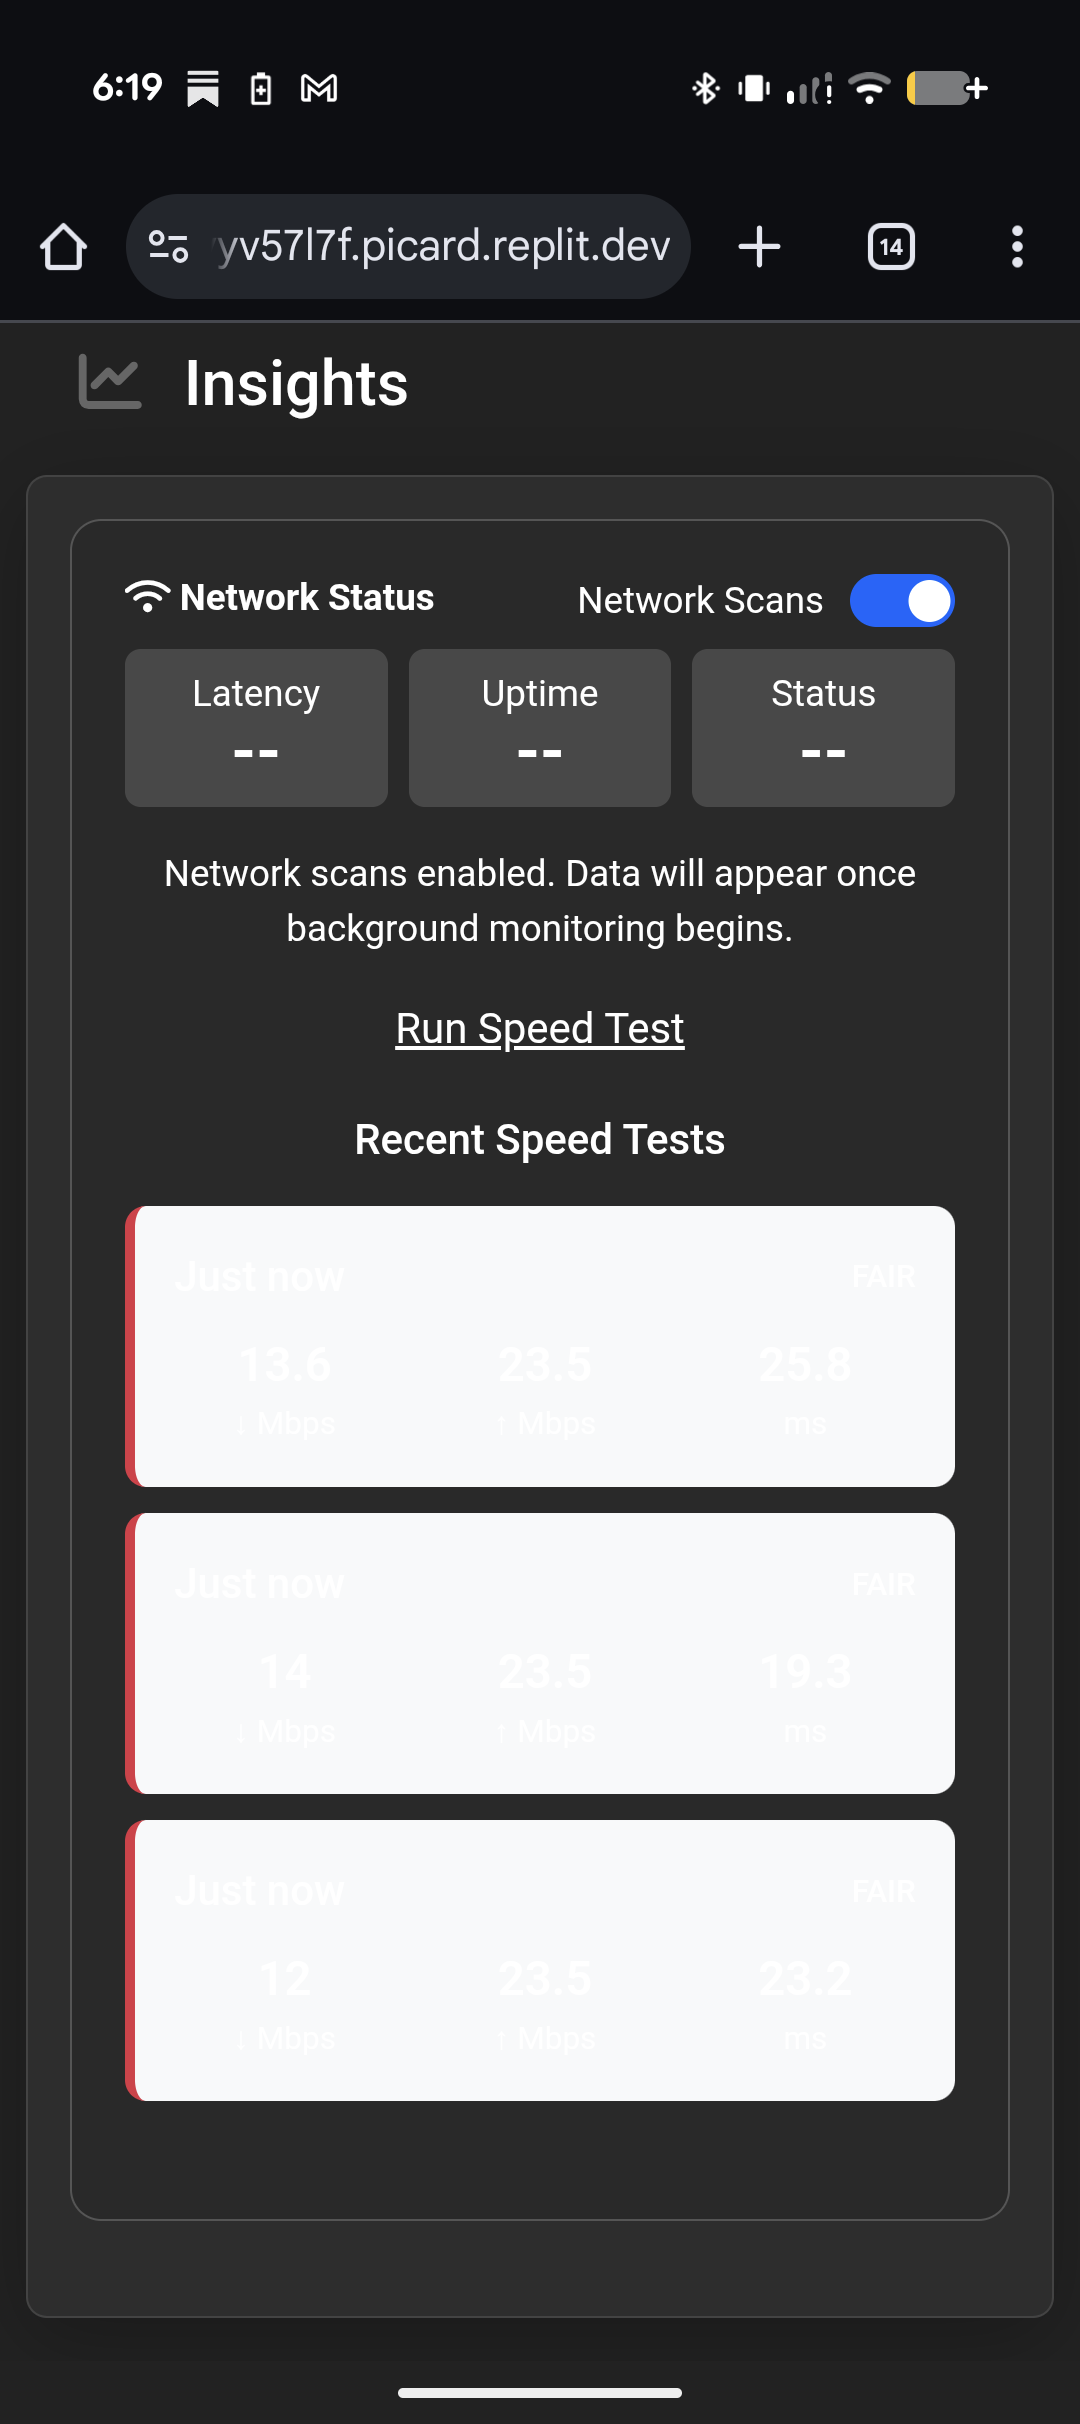 6:19
yv57l7f.picard.replit.dev
14
Insights
Network Status
Network Scans
Latency
Uptime
Status
--
--
--
Network scans enabled. Data will appear once
background monitoring begins.
Run Speed Test
Recent Speed Tests
Just now
FAIR
13.6
23.5
25.8
↓ Mbps
↑ Mbps
ms
Just now
FAIR
14
23.5
19.3
↓ Mbps
↑ Mbps
ms
Just now
FAIR
12
23.5
23.2
↓ Mbps
↑ Mbps
ms